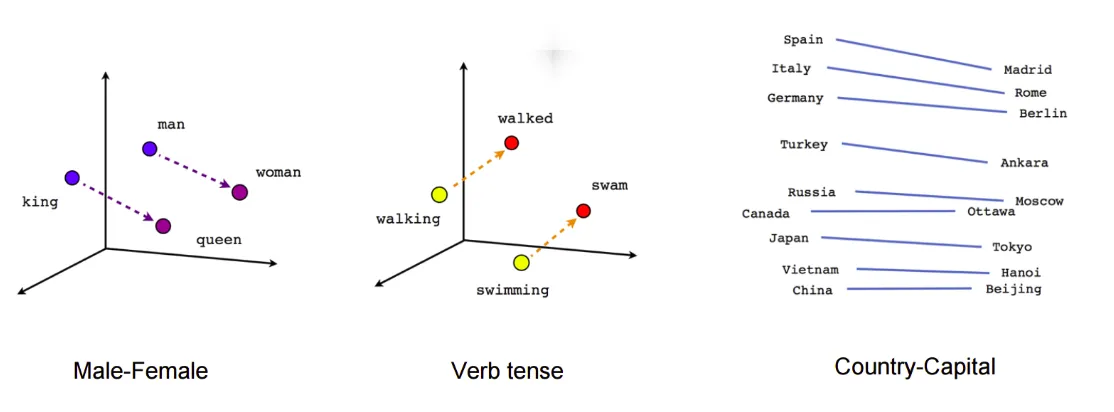 man
woman
king
queen
Male-Female
walked
swam
walking
swimming
Verb tense
Spain
Madrid
Italy
Rome
Germany
Berlin
Turkey
Ankara
Russia
Moscow
Canada
Ottawa
Japan
Tokyo
Vietnam
Hanoi
China
Beijing
Country-Capital